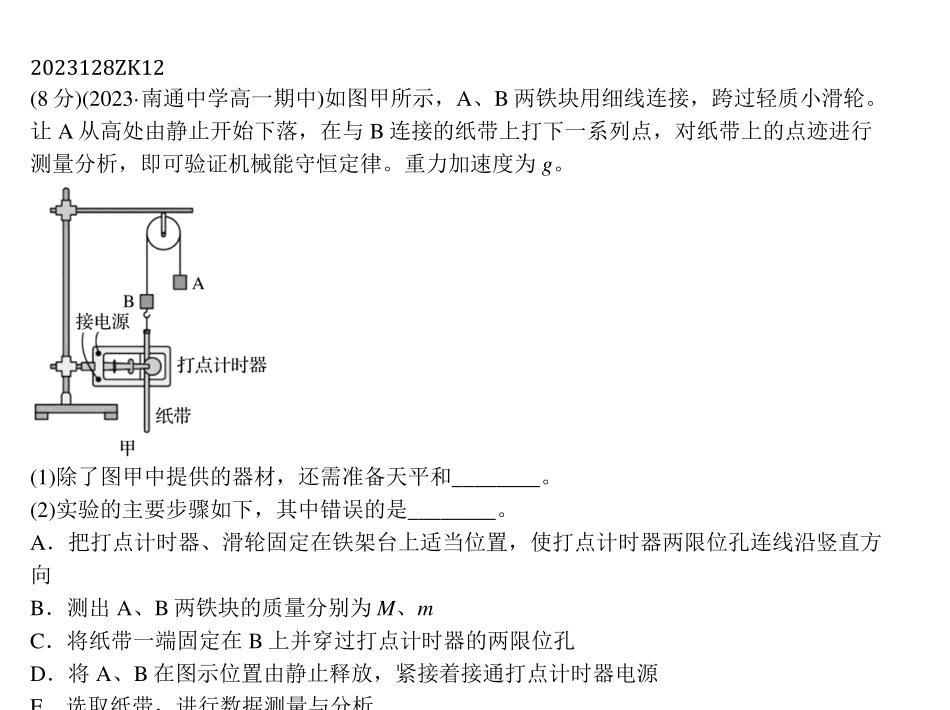 2023128ZK12
(8分)(2023·南通中学高一期中)如图甲所示，A、B 两铁块用细线连接，跨过轻质小滑轮。
让 A 从高处由静止开始下落，在与 B 连接的纸带上打下一系列点，对纸带上的点迹进行
测量分析，即可验证机械能守恒定律。重力加速度为 g。
A
B
接电源
打点计时器
纸带
甲
(1)除了图甲中提供的器材，还需准备天平和________。
(2)实验的主要步骤如下，其中错误的是________。
A．把打点计时器、滑轮固定在铁架台上适当位置，使打点计时器两限位孔连线沿竖直方
向
B．测出 A、B 两铁块的质量分别为 M、m
C．将纸带一端固定在 B 上并穿过打点计时器的两限位孔
D．将 A、B 在图示位置由静止释放，紧接着接通打点计时器电源
E．选取纸带，进行数据测量与分析